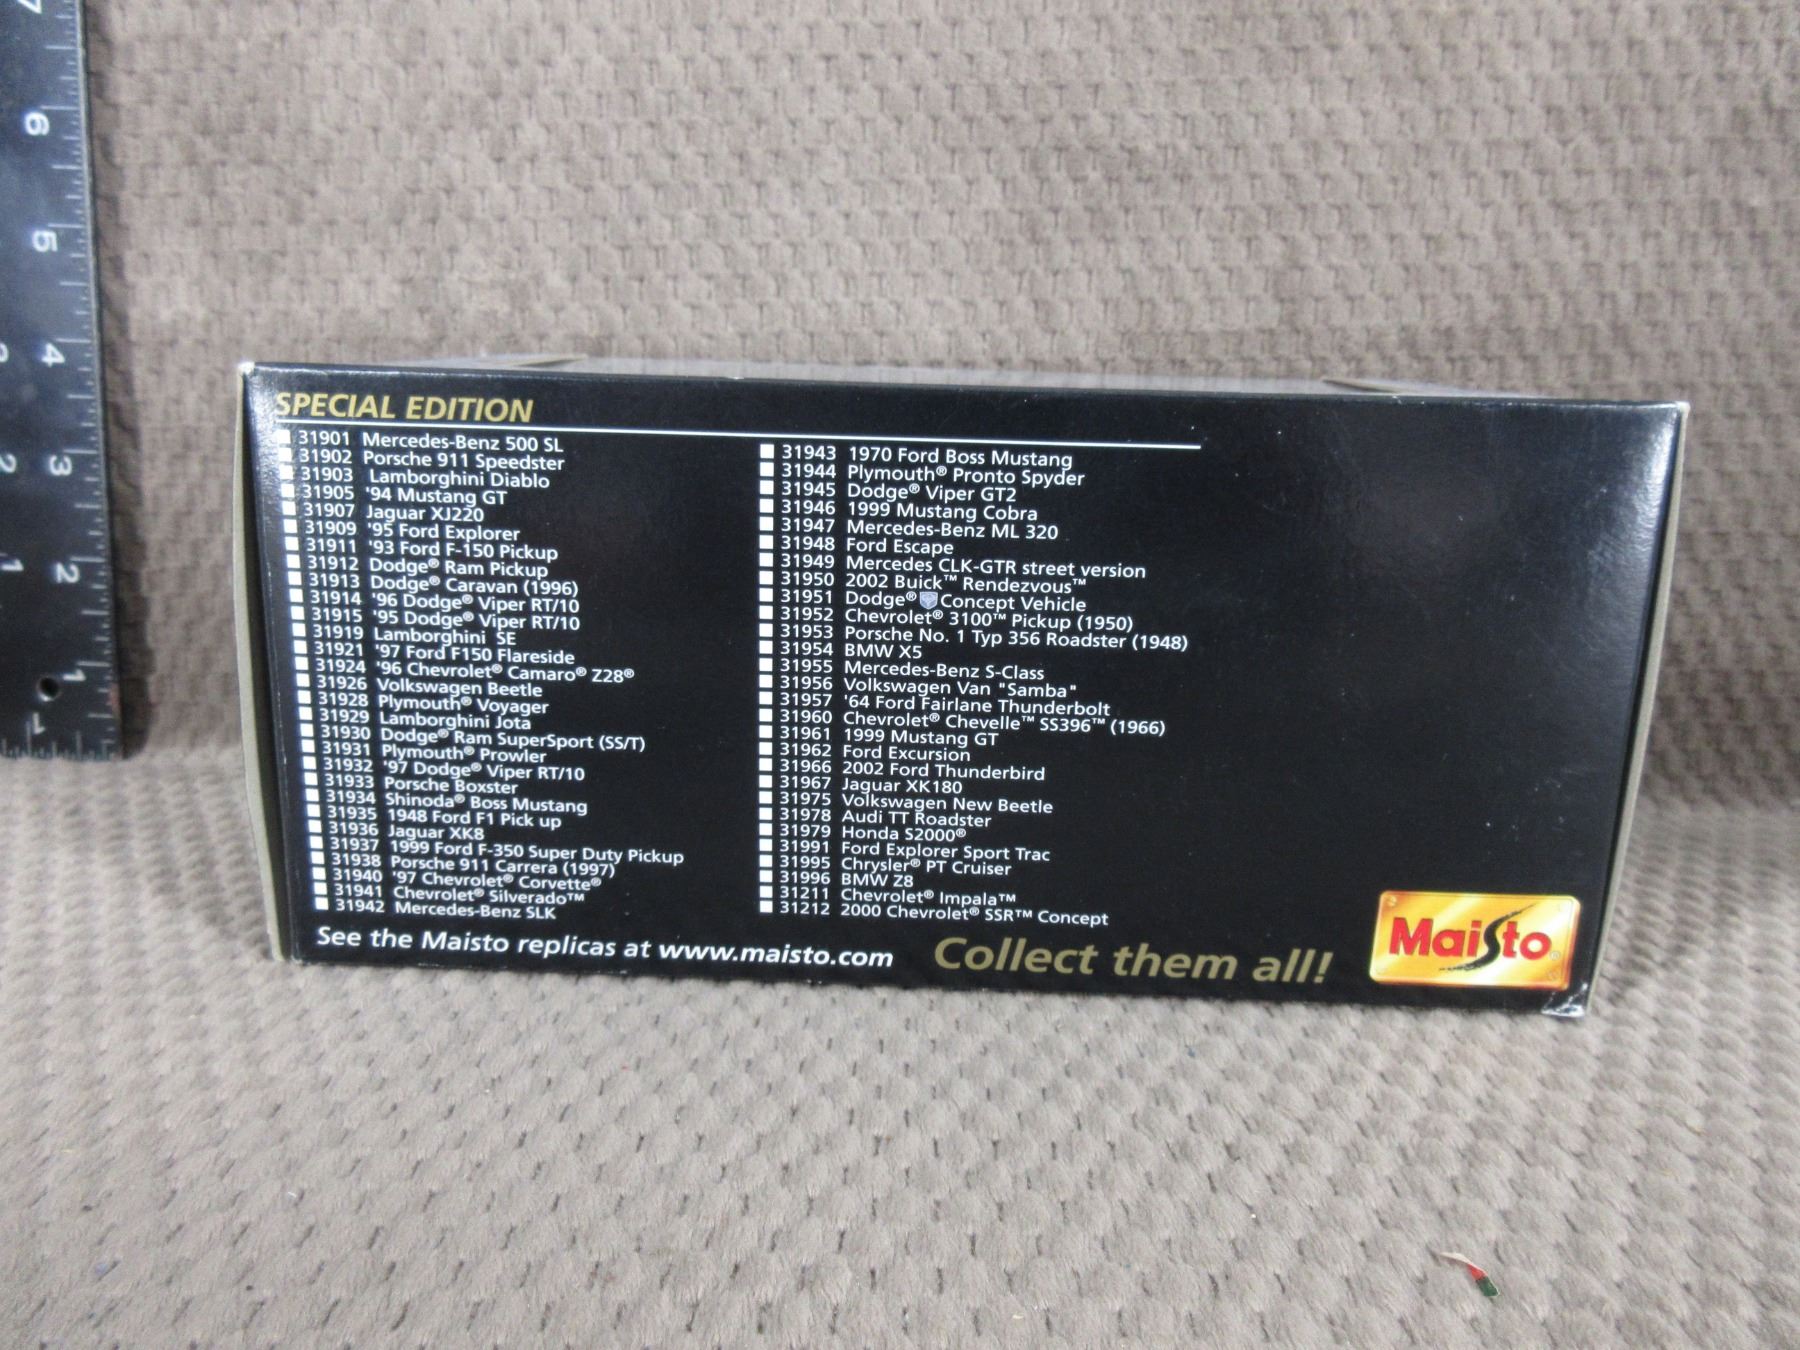 SPECIAL EDITION
31901 Mercedes-Benz 500 SL
31902 Porsche 911 Speedster
31903 Lamborghini Diablo
31905 '94 Mustang GT
31907 Jaguar XJ220
31909 '95 Ford Explorer
31911 '93 Ford F-150 Pickup
31912 Dodge® Ram Pickup
31913 Dodge® Caravan (1996)
31914 '96 Dodge® Viper RT/10
31915 '95 Dodge® Viper RT/10
31919 Lamborghini SE
31921 '97 Ford F150 Flareside
31924 '96 Chevrolet® Camaro® Z28®
31926 Volkswagen Beetle
31928 Plymouth® Voyager
31929 Lamborghini Jota
31930 Dodge® Ram SuperSport (SS/T)
31931 Plymouth® Prowler
31932 '97 Dodge® Viper RT/10
31933 Porsche Boxster
31934 Shinoda® Boss Mustang
31935 1948 Ford F1 Pick up
31936 Jaguar XK8
31937 1999 Ford F-350 Super Duty Pickup
31938 Porsche 911 Carrera (1997)
31940 '97 Chevrolet® Corvette®
31941 Chevrolet® Silverado™
31942 Mercedes-Benz SLK
31943 1970 Ford Boss Mustang
31944 Plymouth® Pronto Spyder
31945 Dodge® Viper GT2
31946 1999 Mustang Cobra
31947 Mercedes-Benz ML 320
31948 Ford Escape
31949 Mercedes CLK-GTR street version
31950 2002 Buick™ Rendezvous™
31951 Dodge® Concept Vehicle
31952 Chevrolet® 3100™ Pickup (1950)
31953 Porsche No. 1 Typ 356 Roadster (1948)
31954 BMW X5
31955 Mercedes-Benz S-Class
31956 Volkswagen Van "Samba"
31957 '64 Ford Fairlane Thunderbolt
31960 Chevrolet® Chevelle™ SS396™ (1966)
31961 1999 Mustang GT
31962 Ford Excursion
31966 2002 Ford Thunderbird
31967 Jaguar XK180
31975 Volkswagen New Beetle
31978 Audi TT Roadster
31979 Honda S2000®
31991 Ford Explorer Sport Trac
31995 Chrysler® PT Cruiser
31996 BMW Z8
31211 Chevrolet® Impala™
31212 2000 Chevrolet® SSR™ Concept
See the Maisto replicas at www.maisto.com
Collect them all!
Maisto®
7
6
5
4
3
2
1
2
1
1